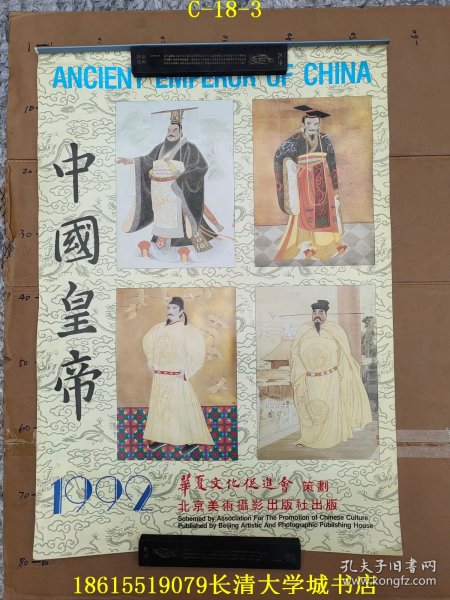 C-18-3
ANCIENT EMPEROR OF CHINA
中國皇帝
1992
華夏文化促進會 策劃
北京美術攝影出版社出版
Schemed by Association For The Promotion of Chinese Culture
Published by Beijing Artistic And Photographic Publishing House
18615519079长清大学城书店
孔夫子旧书网
www.kongfz.com